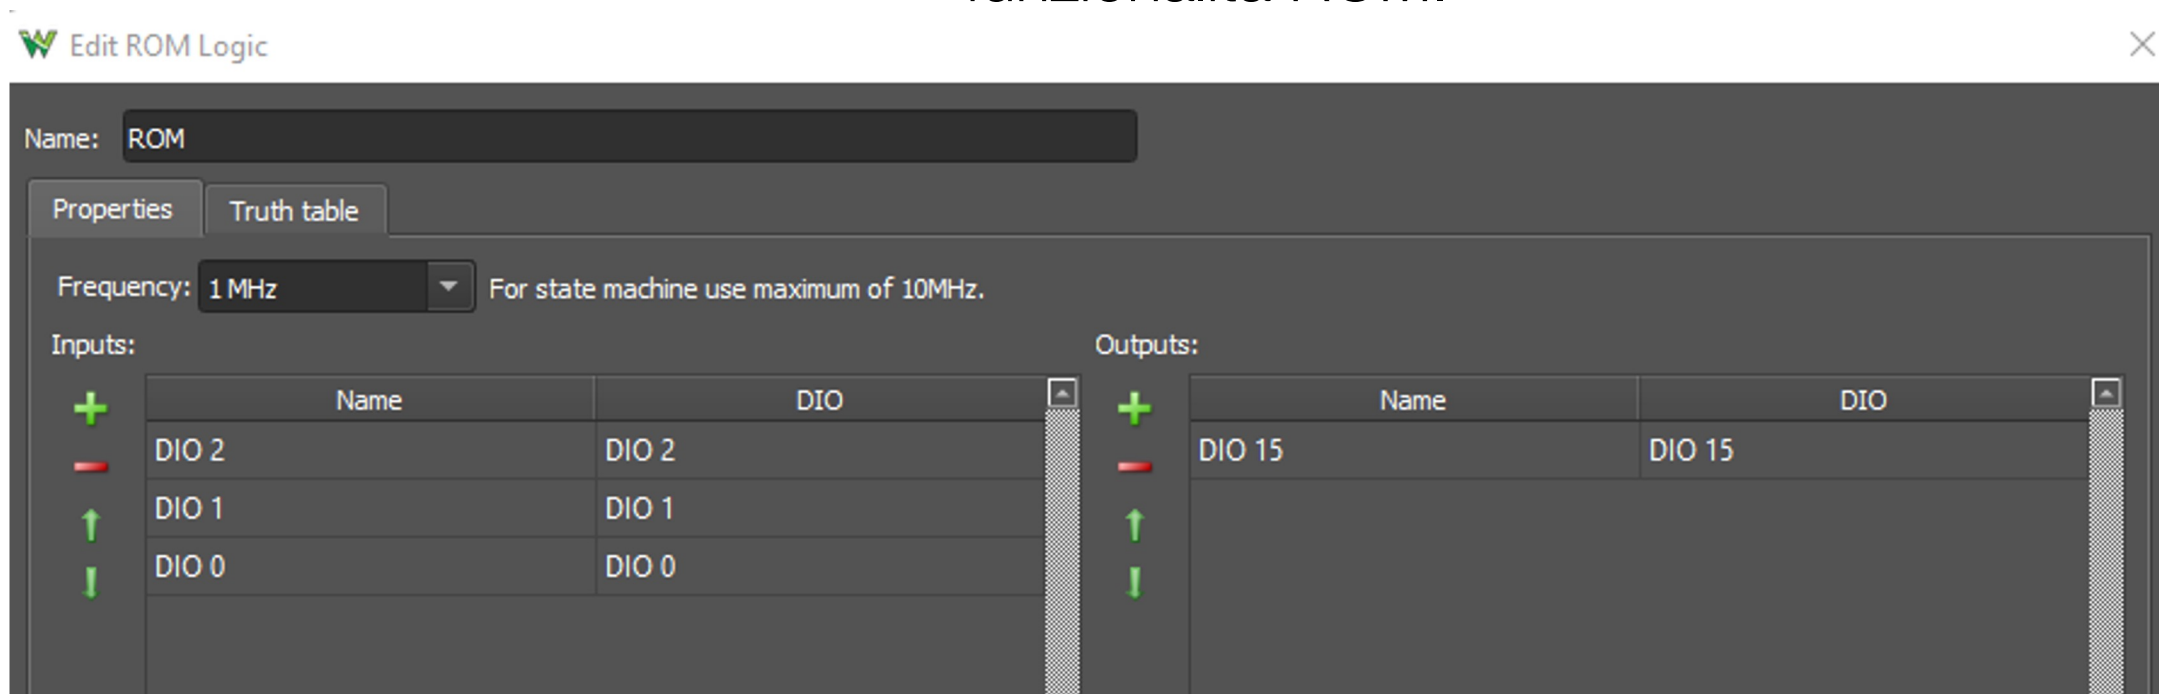 funzionalità ROM.
Edit ROM Logic
Name: ROM
Properties Truth table
Frequency: 1 MHz For state machine use maximum of 10MHz.
Inputs: Outputs:
Name DIO Name DIO
DIO 2 DIO 2 DIO 15 DIO 15
DIO 1 DIO 1
DIO 0 DIO 0